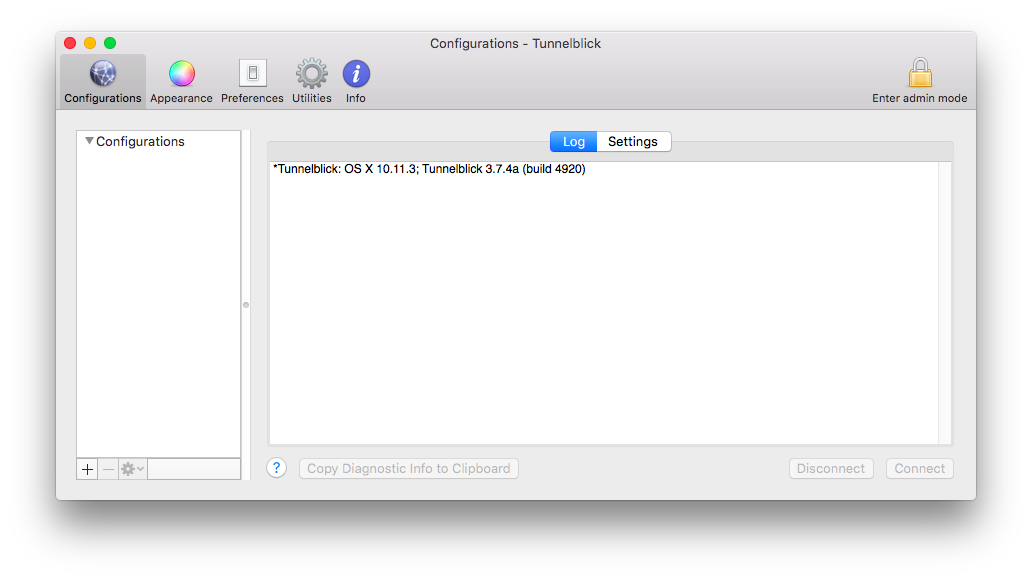 Configurations - Tunnelblick
Configurations Appearance Preferences Utilities Info Enter admin mode
Configurations
Log Settings
*Tunnelblick: OS X 10.11.3; Tunnelblick 3.7.4a (build 4920)
? Copy Diagnostic Info to Clipboard Disconnect Connect